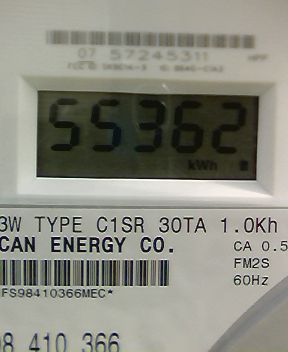 07 57245311
55362
kWh
3W TYPE C1SR 30TA 1.0Kh
CAN ENERGY CO. CA 0.5
FM2S
FS98410366MEC* 60Hz
98 410 366